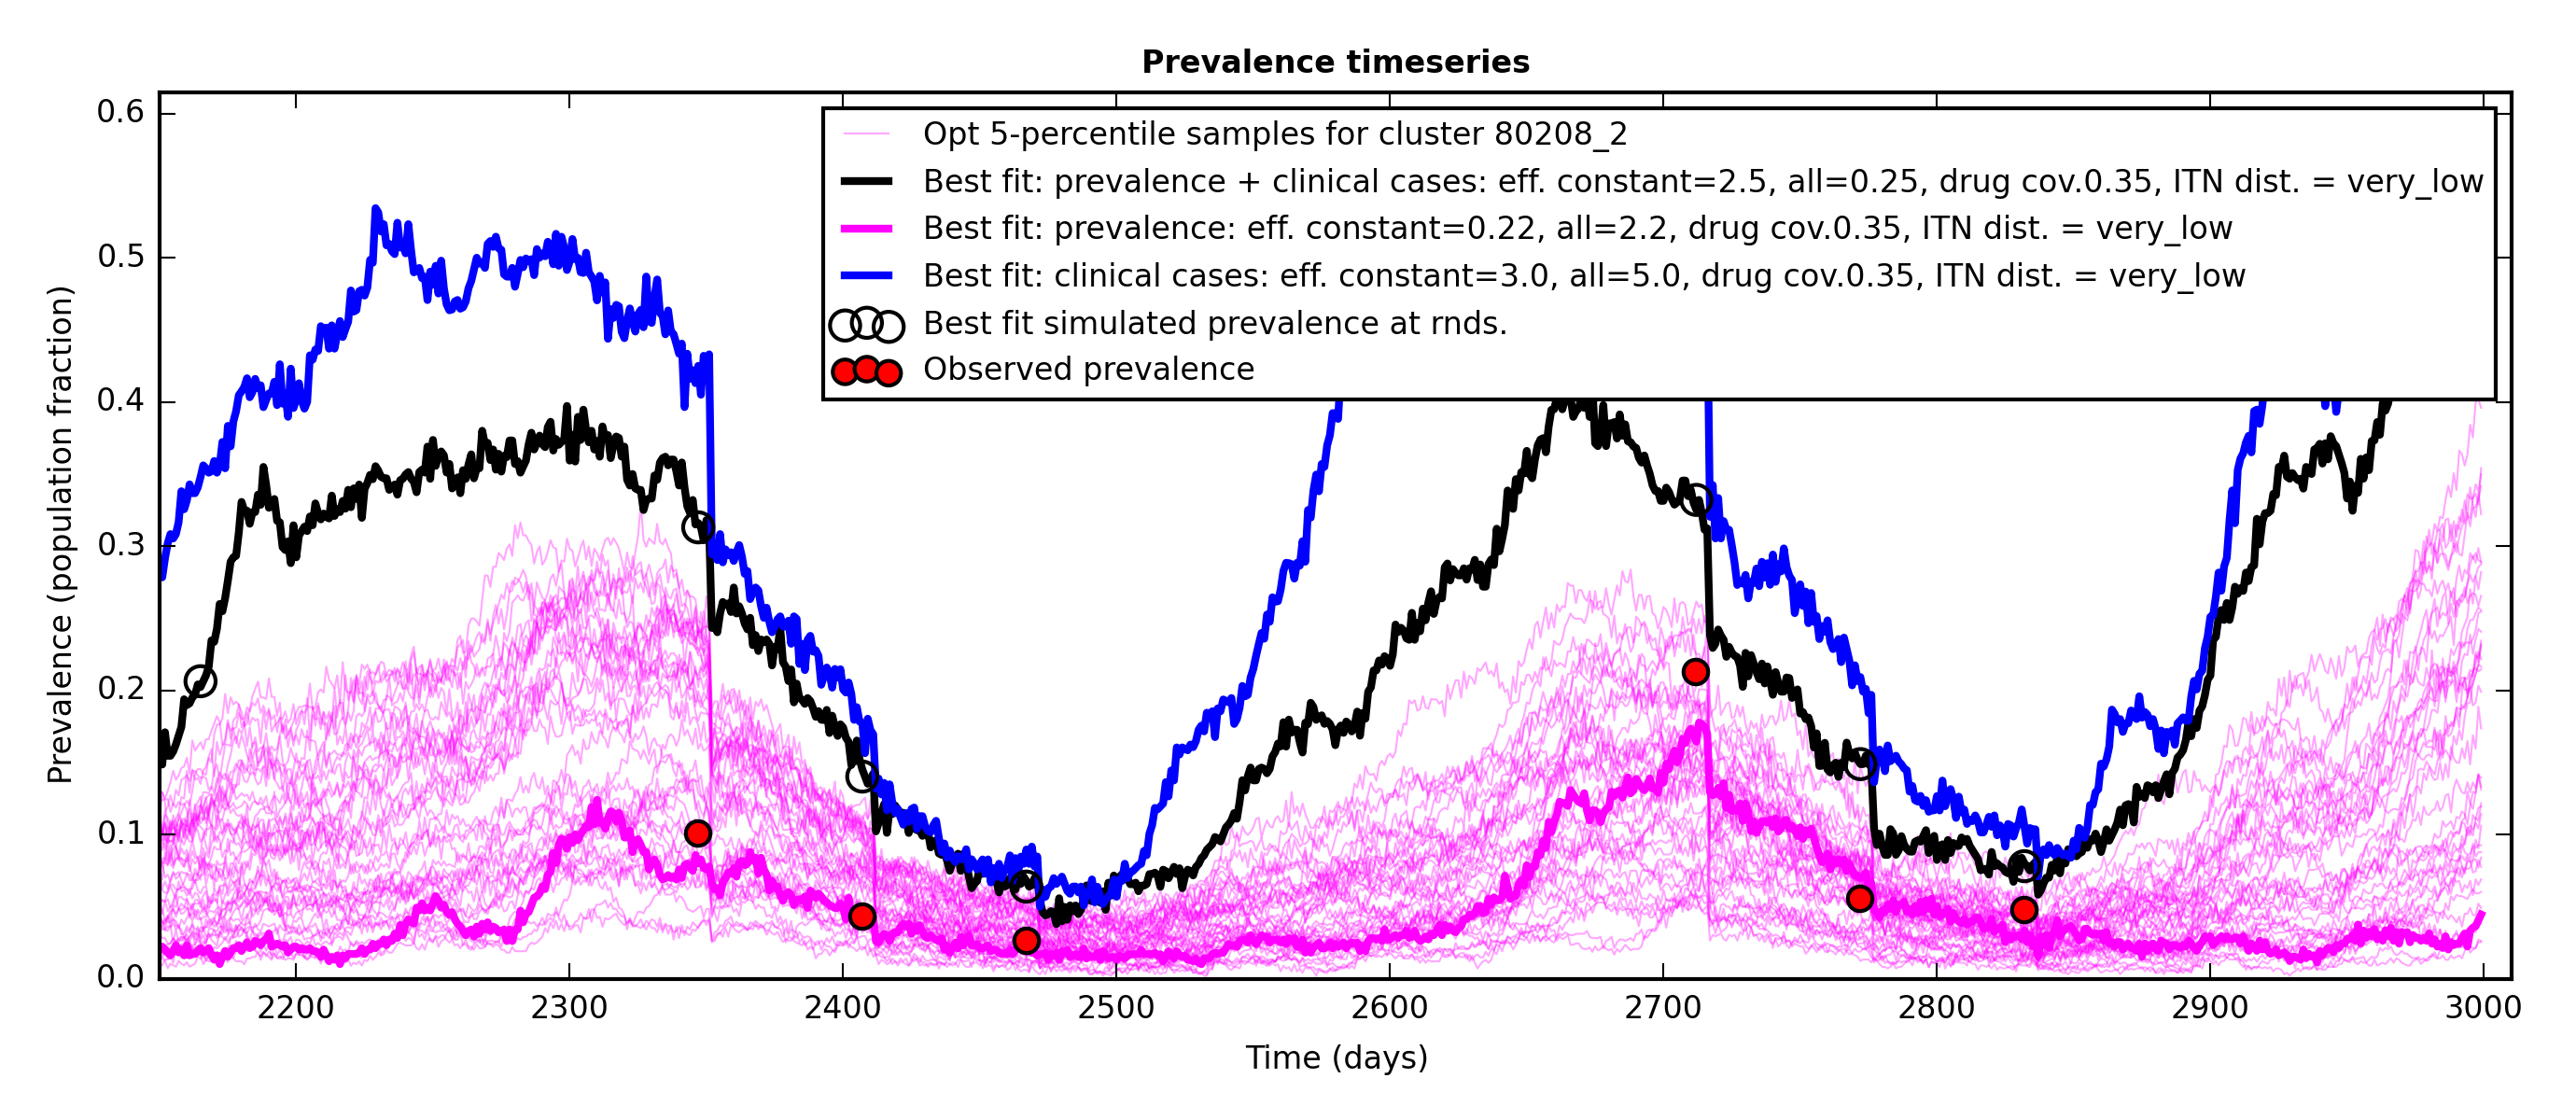 Prevalence timeseries
Prevalence (population fraction)
0.6
0.5
0.4
0.3
0.2
0.1
0.0
Opt 5-percentile samples for cluster 80208_2
Best fit: prevalence + clinical cases: eff. constant=2.5, all=0.25, drug cov.0.35, ITN dist. = very_low
Best fit: prevalence: eff. constant=0.22, all=2.2, drug cov.0.35, ITN dist. = very_low
Best fit: clinical cases: eff. constant=3.0, all=5.0, drug cov.0.35, ITN dist. = very_low
Best fit simulated prevalence at rnds.
Observed prevalence
2200 2300 2400 2500 2600 2700 2800 2900 3000
Time (days)